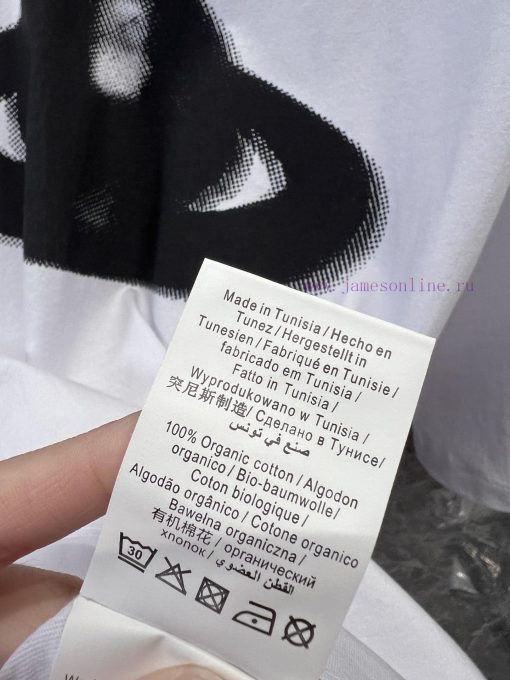 www.jamesonline.ru
Made in Tunisia / Hecho en
Tunez / Hergestellt in
Tunesien / Fabriqué en Tunisie /
fabricado em Tunisia /
Fatto in Tunisia /
Wyprodukowano w Tunisia /
突尼斯制造 / Сделано в Тунисе/
صنع في تونس
100% Organic cotton / Algodon
organico / Bio-baumwolle/
Coton biologique /
Algodão orgânico / Cotone organico
Bawełna organiczna /
有机棉花 / органический
хлопок /
القطن العضوي
30